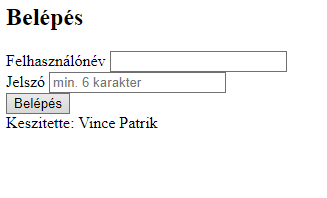 Belépés
Felhasználónév
Jelszó min. 6 karakter
Belépés
Keszitette: Vince Patrik